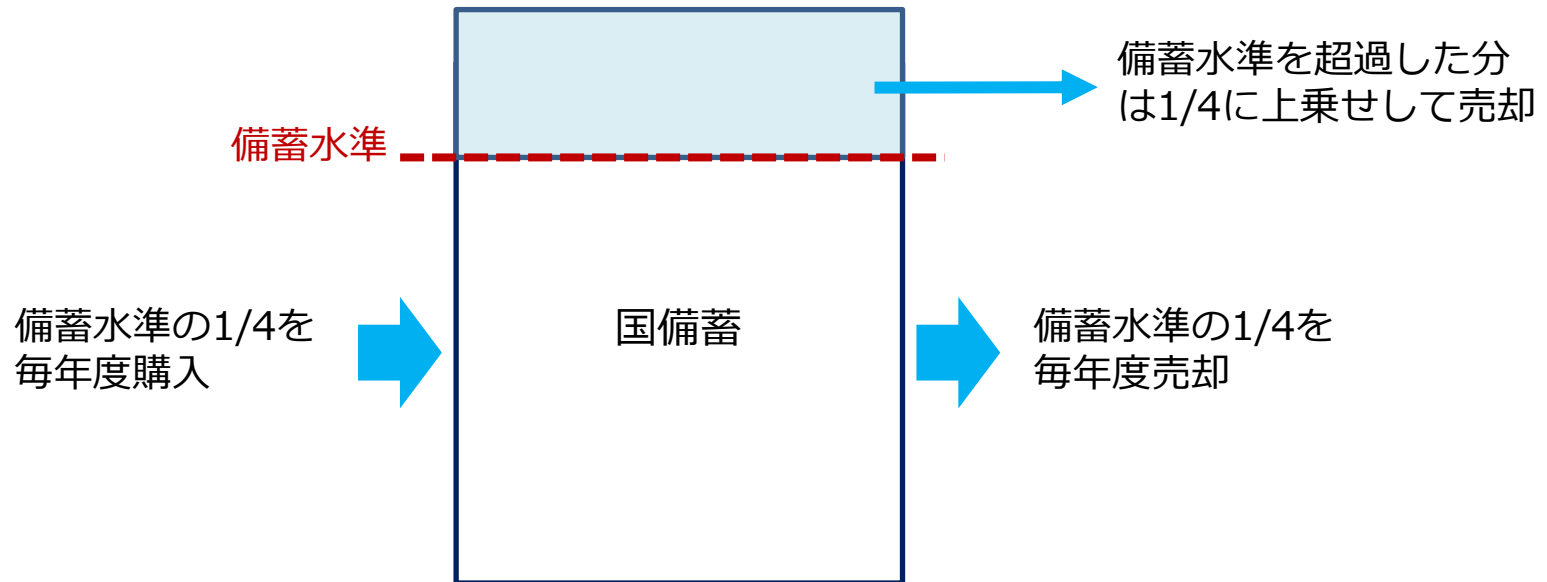 備蓄水準を超過した分
は1/4に上乗せして売却
備蓄水準
備蓄水準の1/4を
毎年度購入
国備蓄
備蓄水準の1/4を
毎年度売却